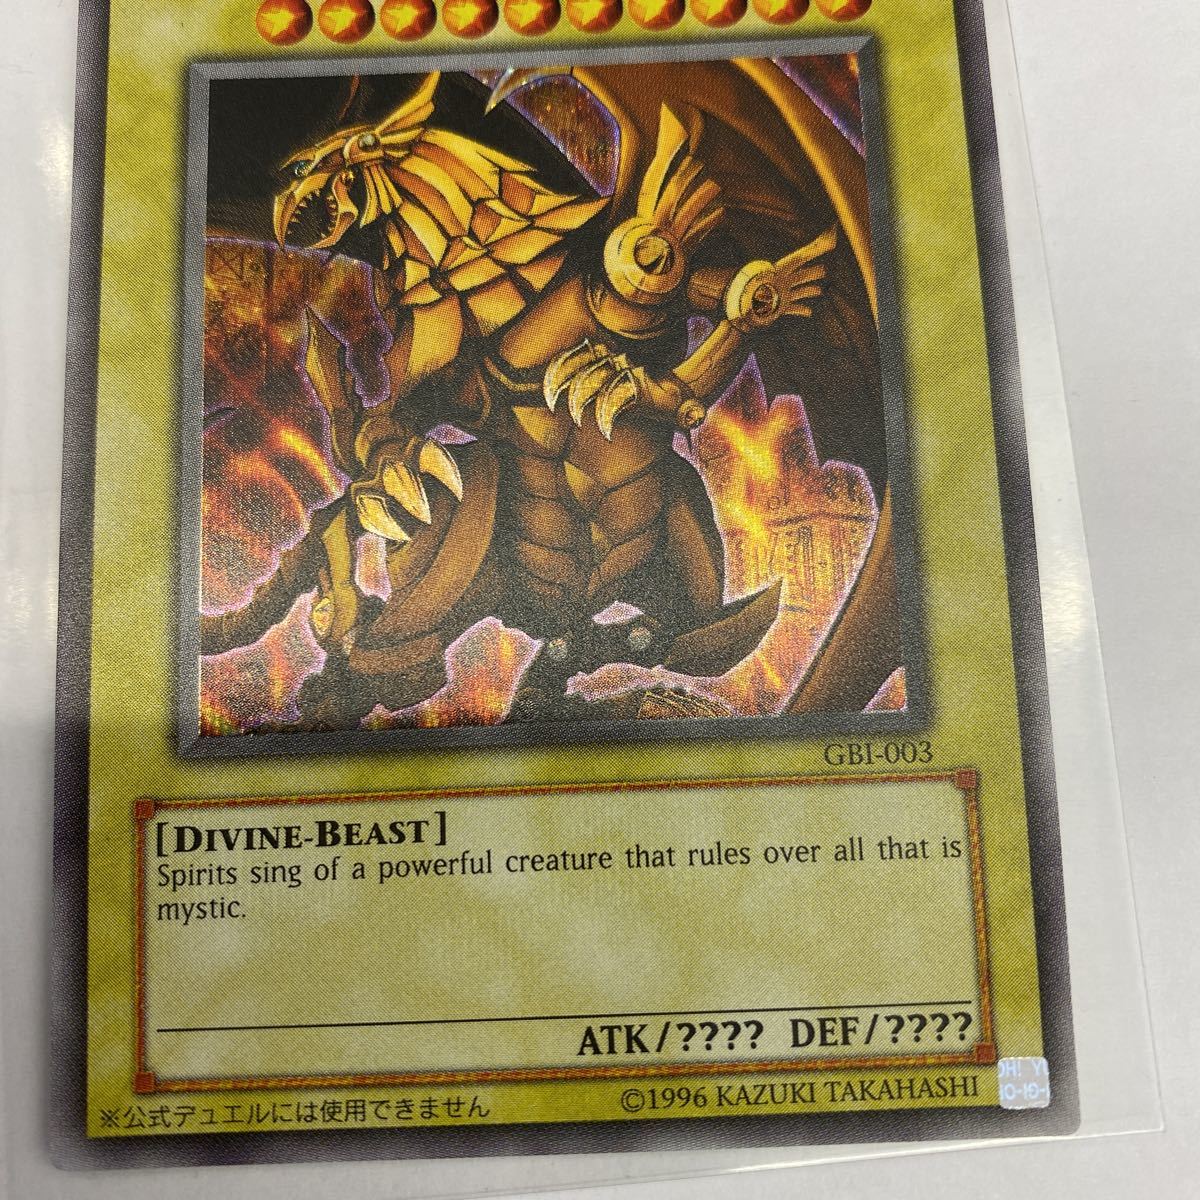 GBI-003
[DIVINE-BEAST]
Spirits sing of a powerful creature that rules over all that is
mystic.
ATK/???? DEF/????
※公式デュエルには使用できません
©1996 KAZUKI TAKAHASHI